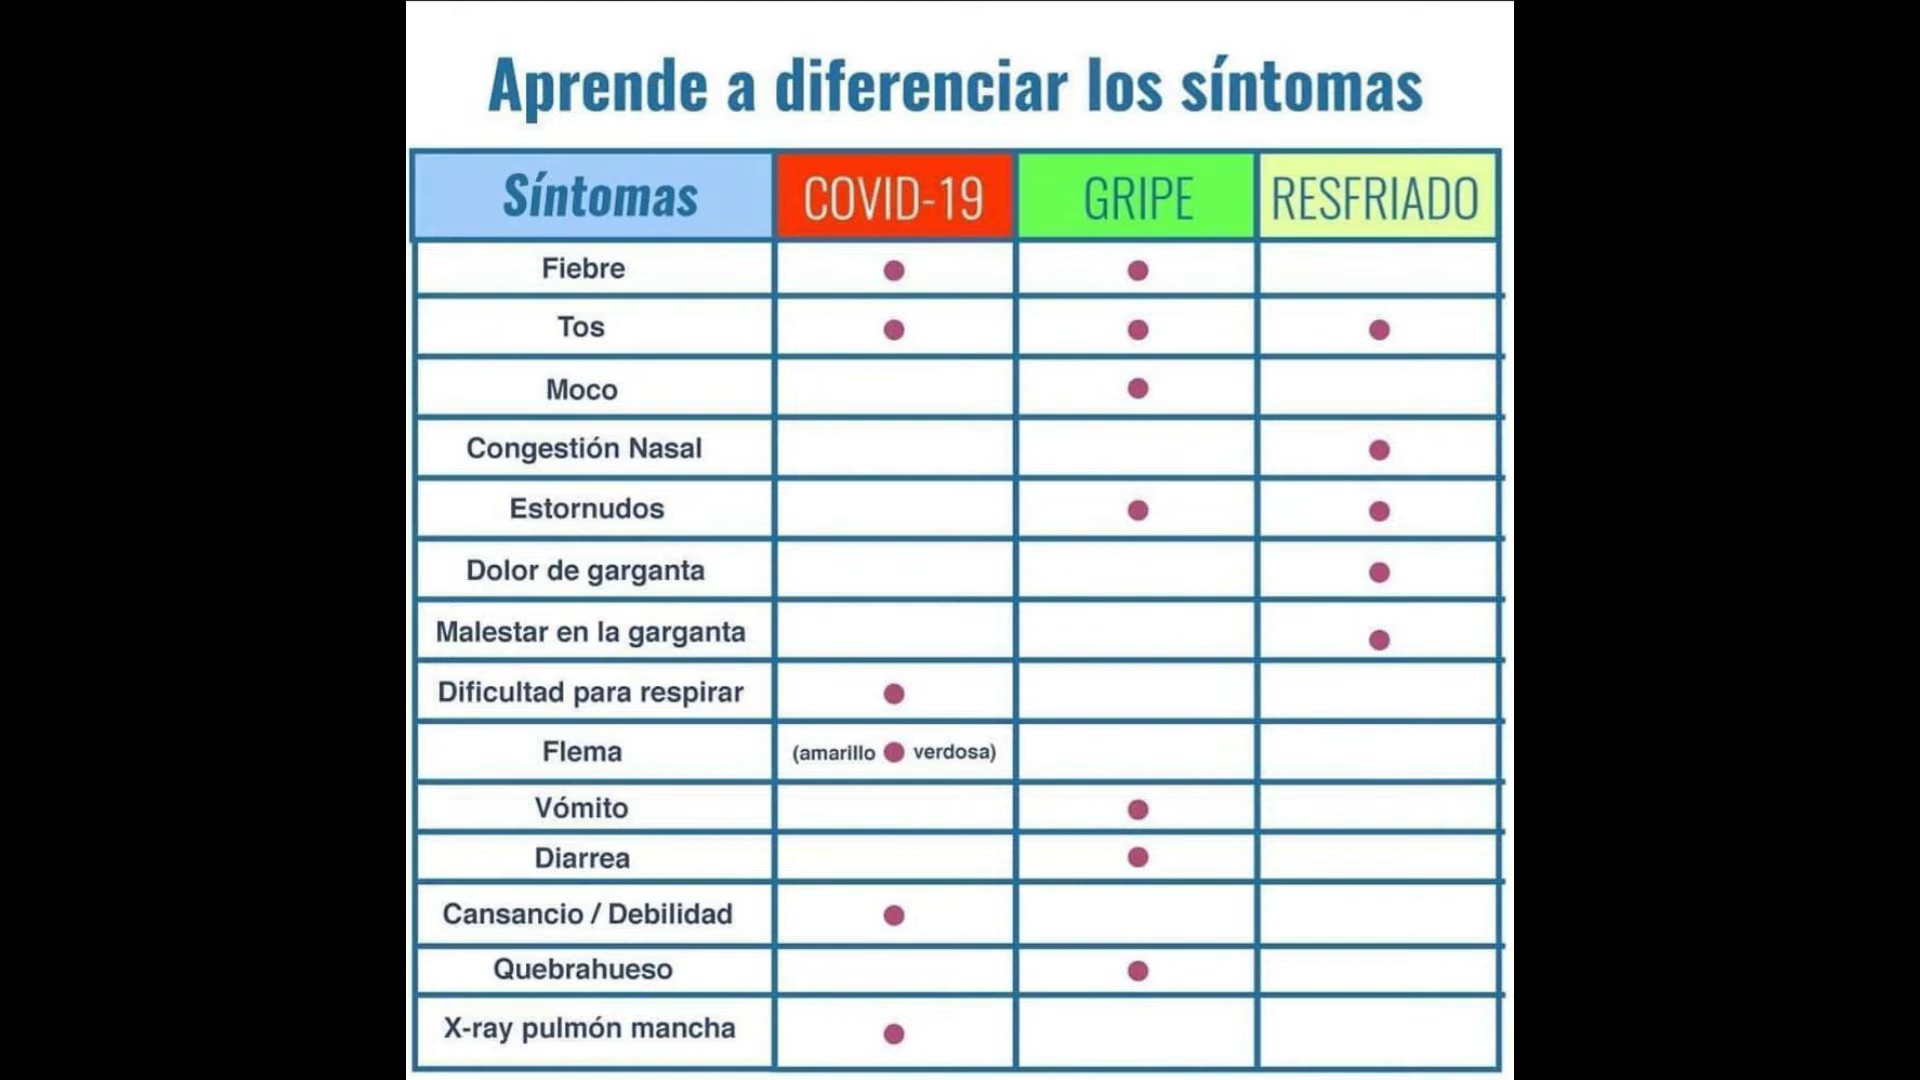 Aprende a diferenciar los síntomas
Síntomas COVID-19 GRIPE RESFRIADO
Fiebre
Tos
Moco
Congestión Nasal
Estornudos
Dolor de garganta
Malestar en la garganta
Dificultad para respirar
Flema (amarillo verdosa)
Vómito
Diarrea
Cansancio / Debilidad
Quebrahueso
X-ray pulmón mancha